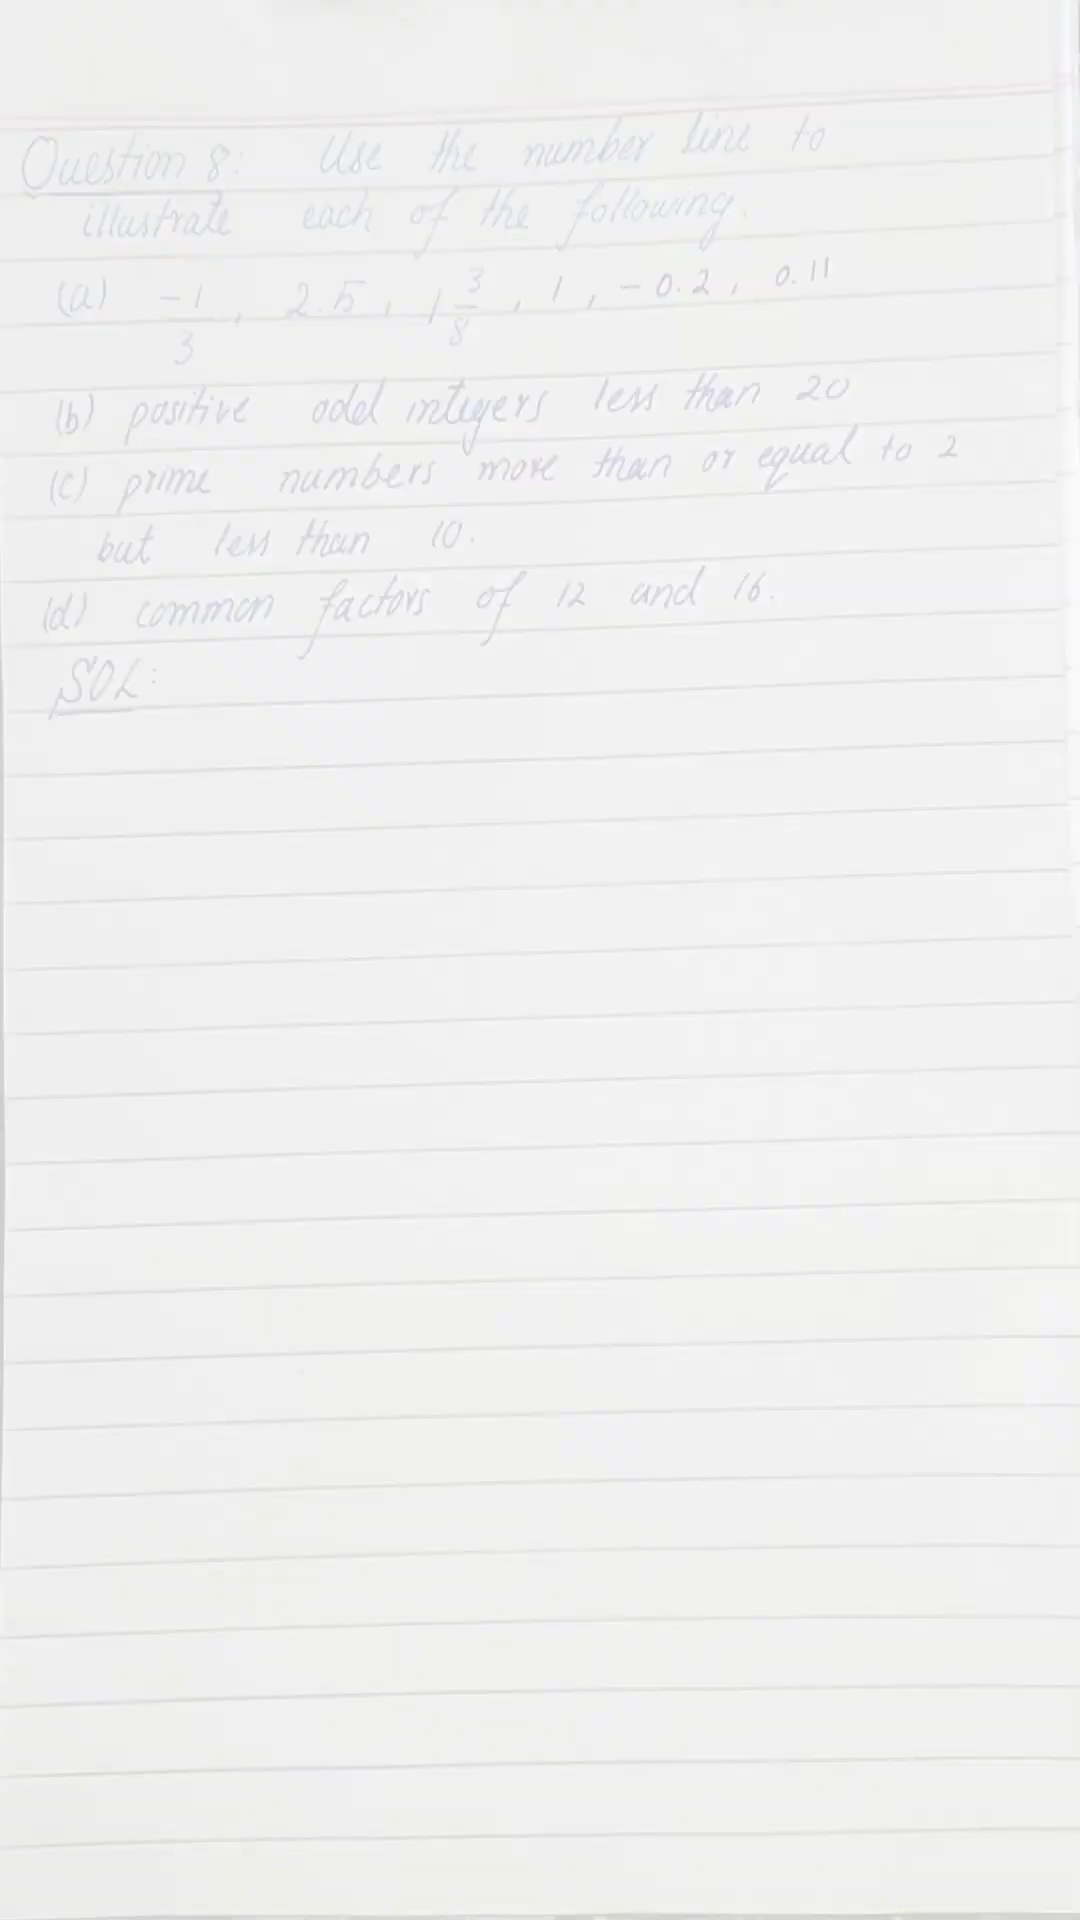 Question 8: Use the number line to
illustrate each of the following.
(a) -1/3, 2.5, 1 3/8, 1, -0.2, 0.11
(b) positive odd integers less than 20
(c) prime numbers more than or equal to 2
but less than 10.
(d) common factors of 12 and 16.
SOL: